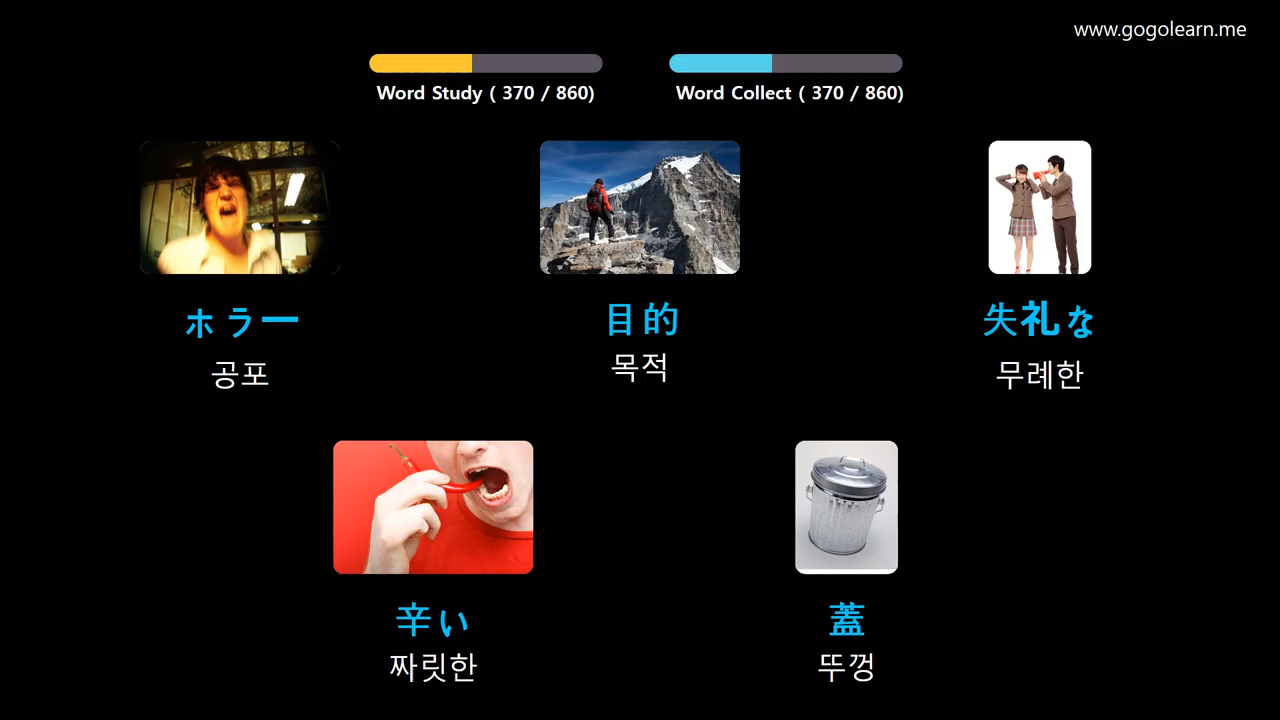 www.gogolearn.me
Word Study ( 370 / 860)
Word Collect ( 370 / 860)
ホラー
공포
目的
목적
失礼な
무례한
辛い
짜릿한
蓋
뚜껑